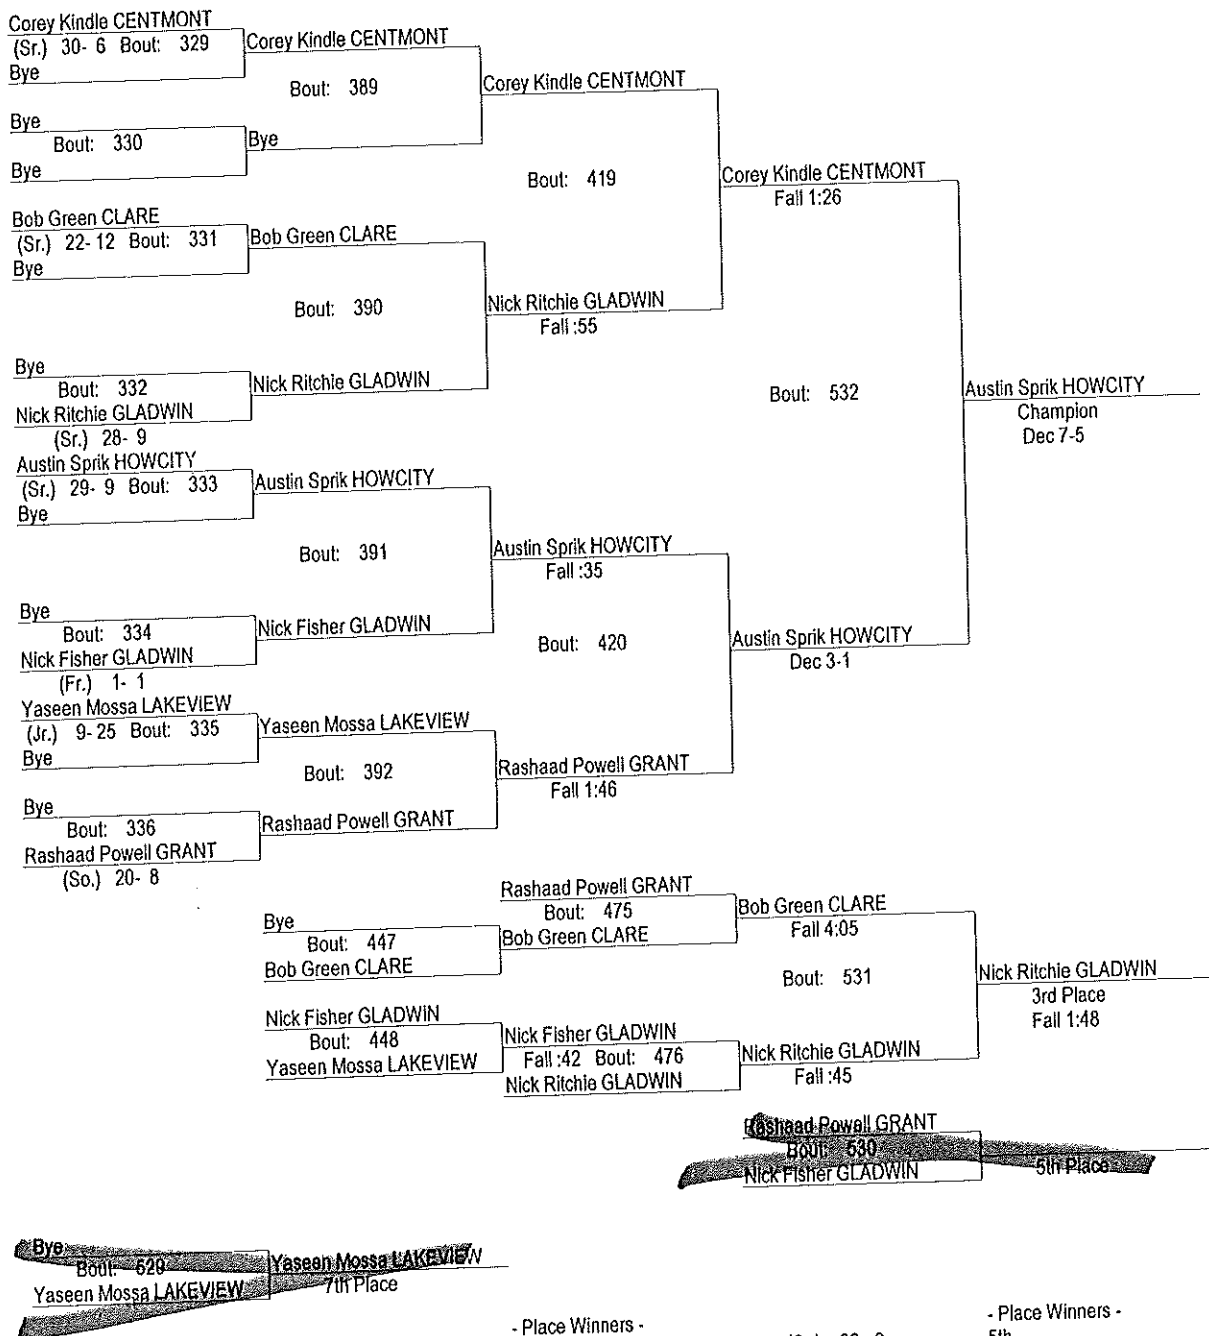 Corey Kindle CENTMONT
(Sr.) 30- 6 Bout: 329
Bye
Corey Kindle CENTMONT
Bout: 389
Bye
Bout: 330
Bye
Bye
Corey Kindle CENTMONT
Bout: 419
Bob Green CLARE
(Sr.) 22- 12 Bout: 331
Bye
Bob Green CLARE
Bout: 390
Bye
Bout: 332
Nick Ritchie GLADWIN
(Sr.) 28- 9
Nick Ritchie GLADWIN
Nick Ritchie GLADWIN
Fall :55
Corey Kindle CENTMONT
Fall 1:26
Bout: 532
Austin Sprik HOWCITY
Champion
Dec 7-5
Austin Sprik HOWCITY
(Sr.) 29- 9 Bout: 333
Bye
Austin Sprik HOWCITY
Bout: 391
Bye
Bout: 334
Nick Fisher GLADWIN
(Fr.) 1- 1
Nick Fisher GLADWIN
Austin Sprik HOWCITY
Fall :35
Bout: 420
Austin Sprik HOWCITY
Dec 3-1
Yaseen Mossa LAKEVIEW
(Jr.) 9- 25 Bout: 335
Bye
Yaseen Mossa LAKEVIEW
Bout: 392
Bye
Bout: 336
Rashaad Powell GRANT
(So.) 20- 8
Rashaad Powell GRANT
Rashaad Powell GRANT
Fall 1:46
Bye
Bout: 447
Bob Green CLARE
Rashaad Powell GRANT
Bout: 475
Bob Green CLARE
Bob Green CLARE
Fall 4:05
Bout: 531
Nick Ritchie GLADWIN
3rd Place
Fall 1:48
Nick Fisher GLADWIN
Bout: 448
Yaseen Mossa LAKEVIEW
Nick Fisher GLADWIN
Fall :42 Bout: 476
Nick Ritchie GLADWIN
Nick Ritchie GLADWIN
Fall :45
Rashaad Powell GRANT
Bout: 530
Nick Fisher GLADWIN
5th Place
Bye
Bout: 529
Yaseen Mossa LAKEVIEW
Yaseen Mossa LAKEVIEW
7th Place
- Place Winners -
- Place Winners -